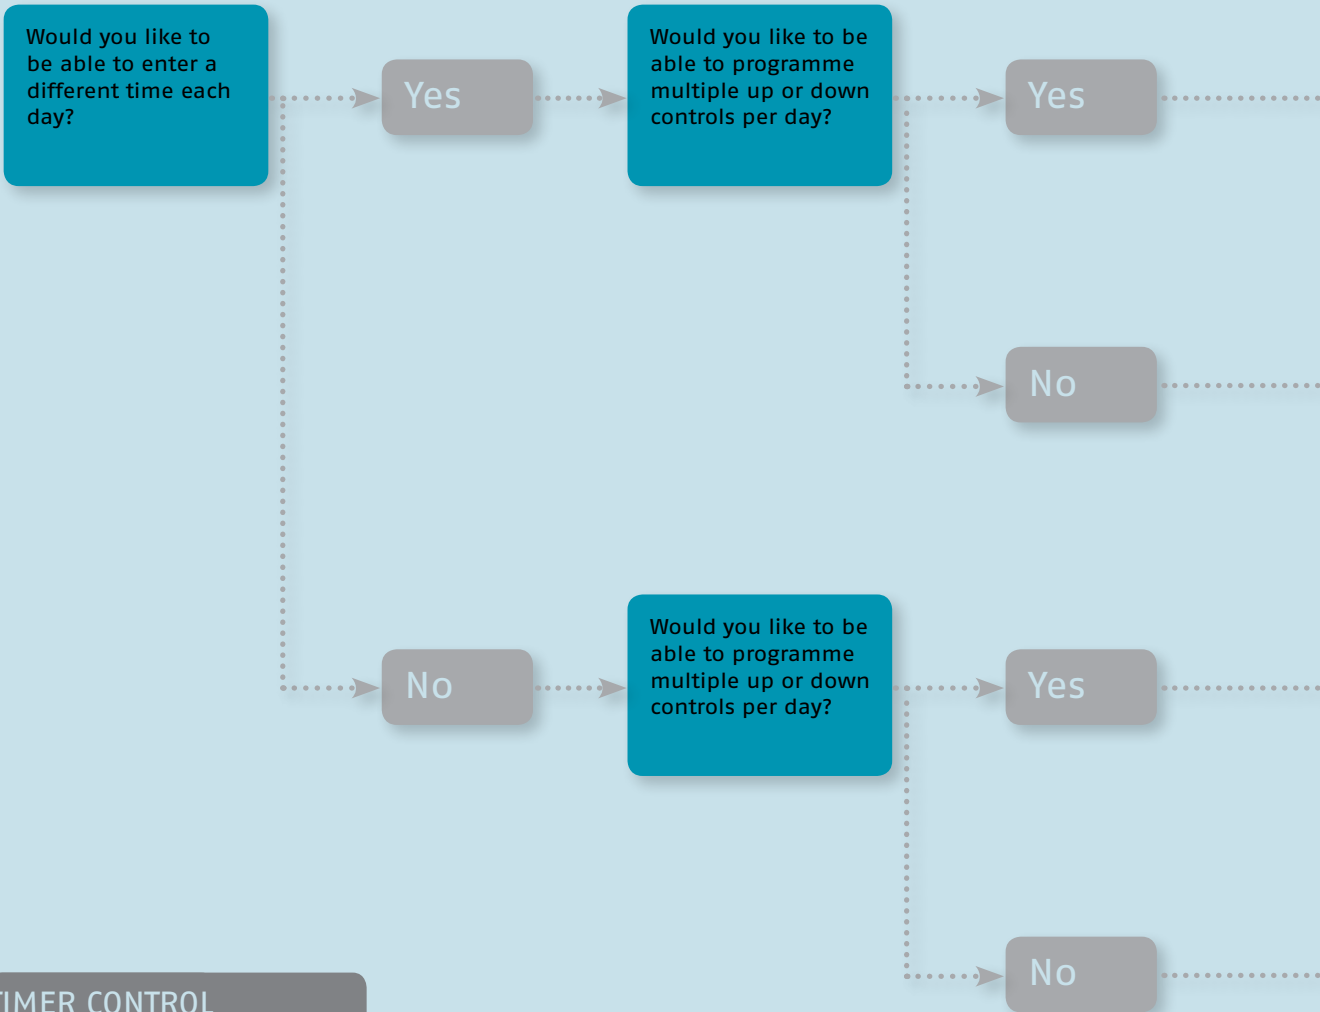 Would you like to
be able to enter a
different time each
day?
Yes
Would you like to be
able to programme
multiple up or down
controls per day?
Yes
No
No
Would you like to be
able to programme
multiple up or down
controls per day?
Yes
No
TIMER CONTROL